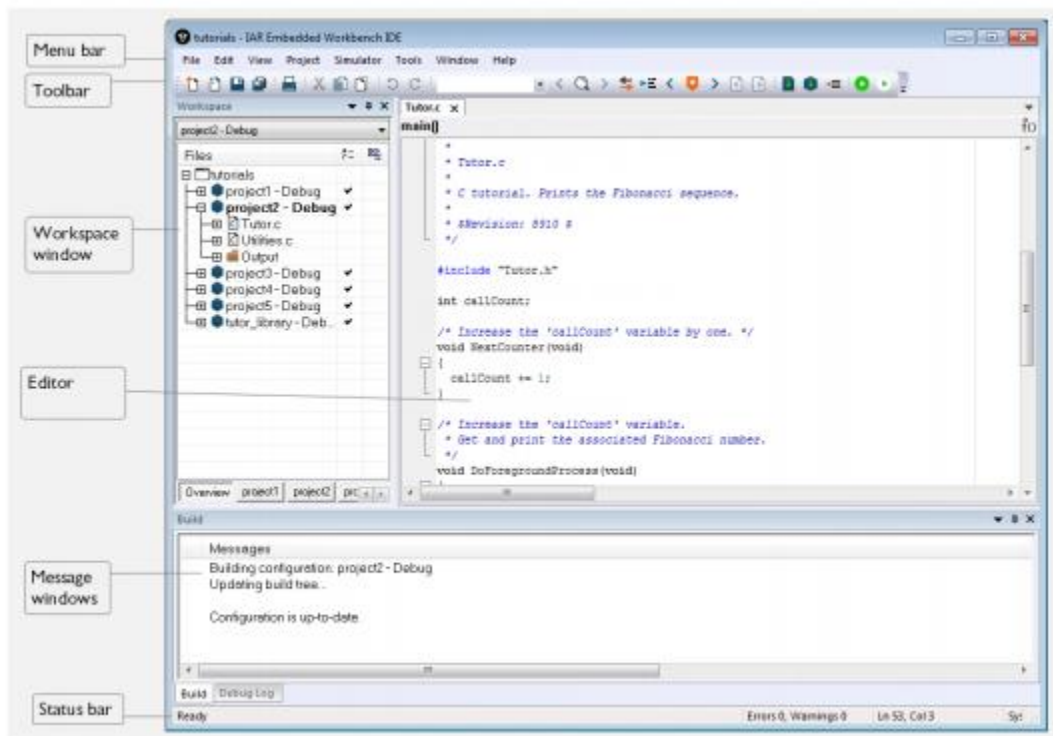 tutorials - IAR Embedded Workbench IDE
Menu bar
File Edit View Project Simulator Tools Window Help
Toolbar
Workspace
Tutor.c x
project2 - Debug
main()
Files
tutorials
project1 - Debug
project2 - Debug
Tutor.c
Utilities.c
Output
project3 - Debug
project4 - Debug
project5 - Debug
tutor_library - Deb...
Workspace
window
Overview project1 project2 prc
*
* Tutor.c
*
* C tutorial. Prints the Fibonacci sequence.
*
* $Revision: 8910 $
*/
#include "Tutor.h"
int callCount;
/* Increase the 'callCount' variable by one. */
void NextCounter(void)
{
callCount += 1;
}
/* Increase the 'callCount' variable.
* Get and print the associated Fibonacci number.
*/
void DoForegroundProcess(void)
Editor
Build
Messages
Building configuration: project2 - Debug
Updating build tree...
Configuration is up-to-date
Message
windows
Build Debug Log
Status bar
Ready Errors 0, Warnings 0 Ln 53, Col 3 Sys